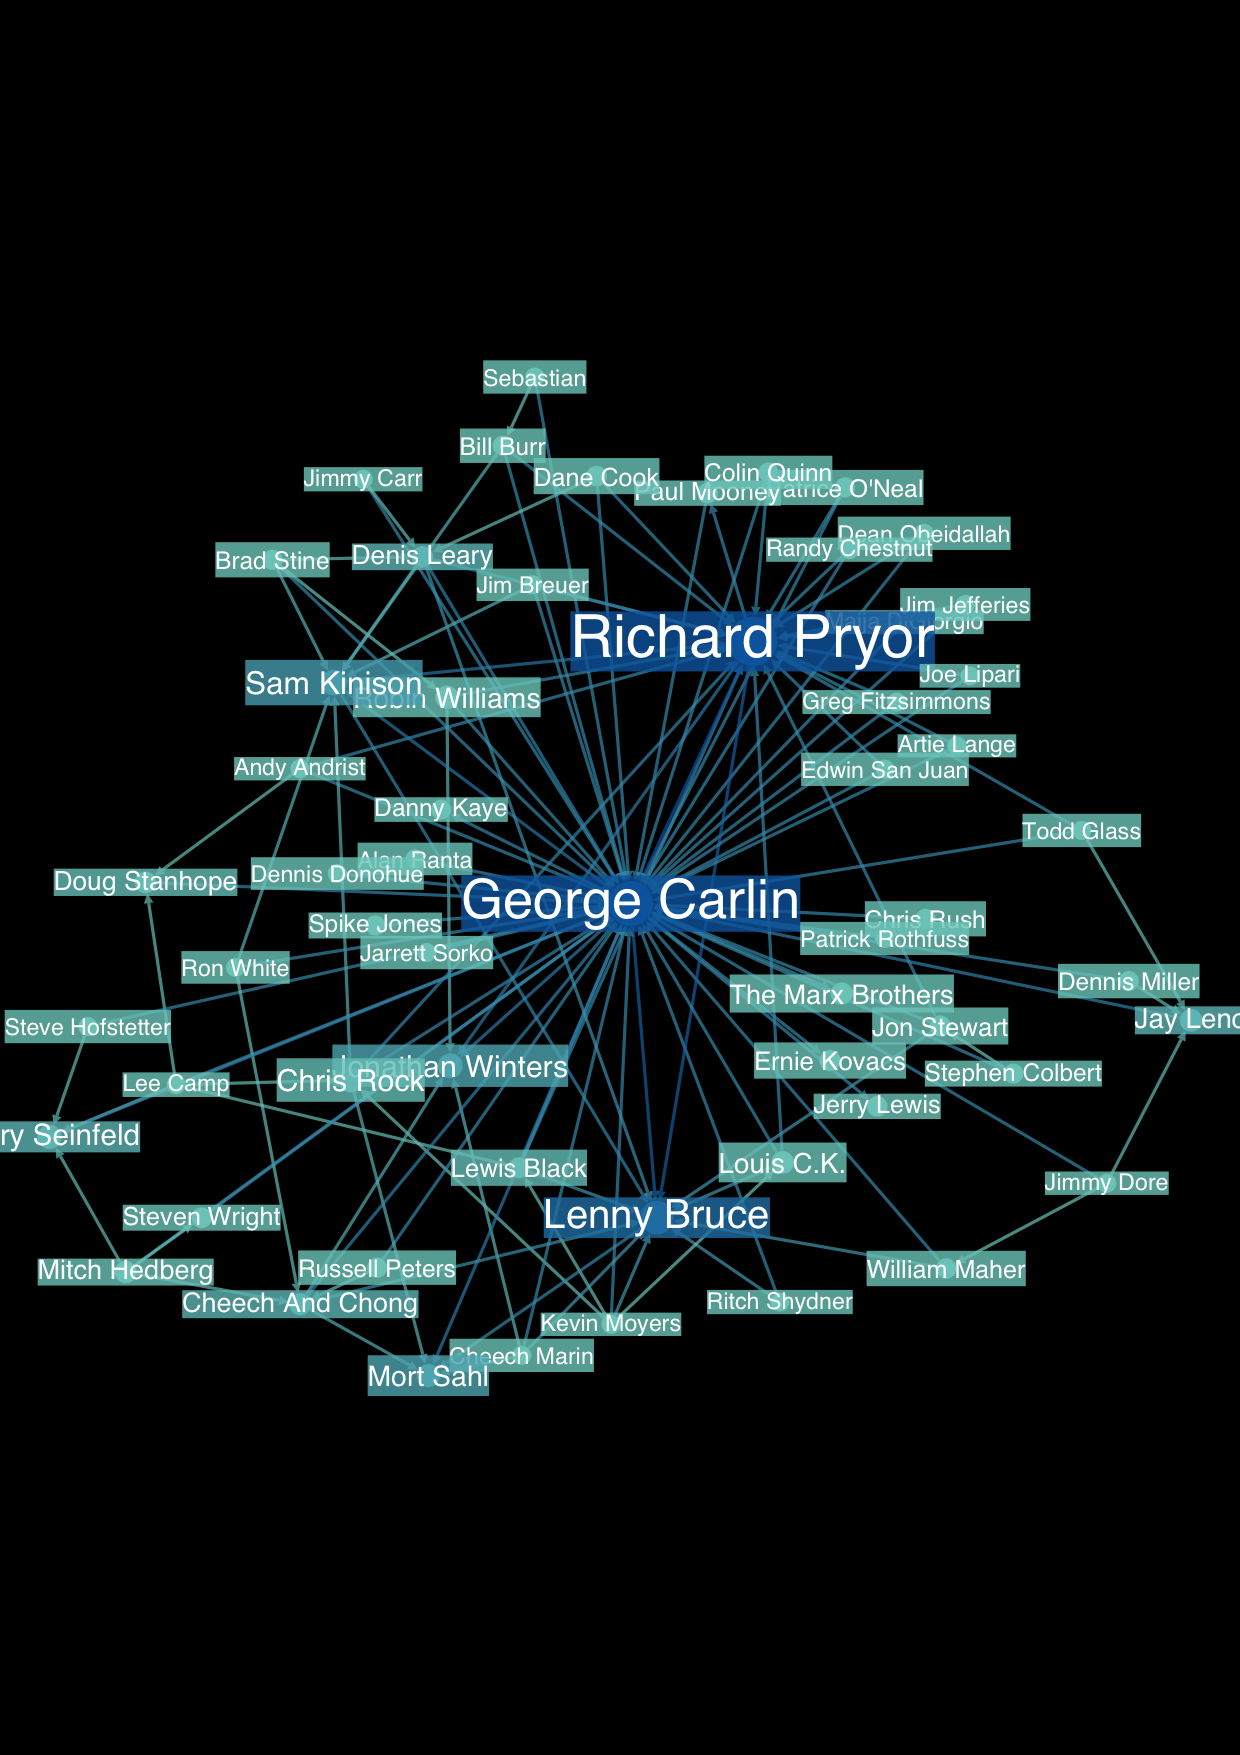 Sebastian
Bill Burr
Dane Cook
Colin Quinn
Paul Mooney
atrice O'Neal
Jimmy Carr
Dean Obeidallah
Randy Chestnut
Brad Stine
Denis Leary
Jim Breuer
Jim Jefferies
Richard Pryor
Joe Lipari
Sam Kinison
Robin Williams
Greg Fitzsimmons
Artie Lange
Andy Andrist
Edwin San Juan
Danny Kaye
Todd Glass
Alan Ranta
Dennis Donohue
Doug Stanhope
George Carlin
Spike Jones
Chris Rush
Patrick Rothfuss
Jarrett Sorko
Ron White
Dennis Miller
The Marx Brothers
Steve Hofstetter
Jon Stewart
Jay Leno
Ernie Kovacs
Jonathan Winters
Stephen Colbert
Chris Rock
Lee Camp
Jerry Lewis
ry Seinfeld
Lewis Black
Louis C.K.
Jimmy Dore
Steven Wright
Lenny Bruce
Mitch Hedberg
Russell Peters
William Maher
Cheech And Chong
Ritch Shydner
Kevin Moyers
Cheech Marin
Mort Sahl